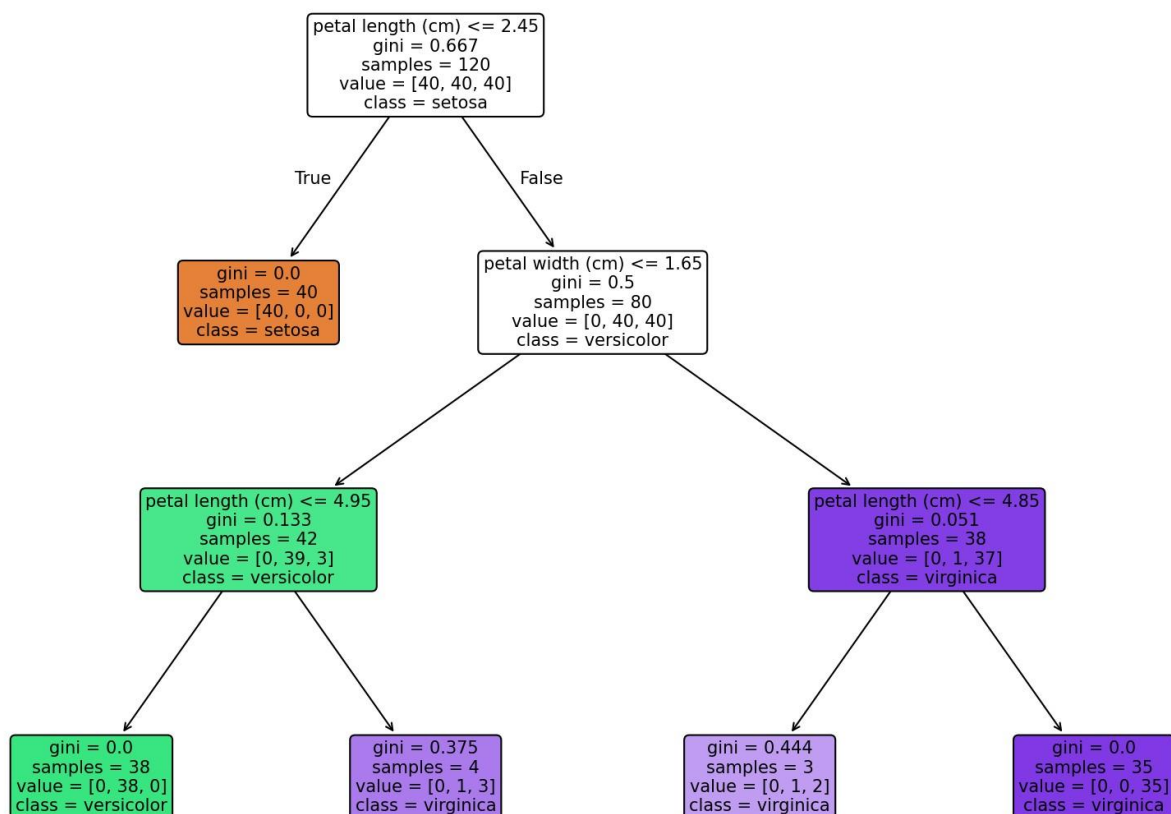 petal length (cm) <= 2.45
gini = 0.667
samples = 120
value = [40, 40, 40]
class = setosa
True
False
gini = 0.0
samples = 40
value = [40, 0, 0]
class = setosa
petal width (cm) <= 1.65
gini = 0.5
samples = 80
value = [0, 40, 40]
class = versicolor
petal length (cm) <= 4.95
gini = 0.133
samples = 42
value = [0, 39, 3]
class = versicolor
petal length (cm) <= 4.85
gini = 0.051
samples = 38
value = [0, 1, 37]
class = virginica
gini = 0.0
samples = 38
value = [0, 38, 0]
class = versicolor
gini = 0.375
samples = 4
value = [0, 1, 3]
class = virginica
gini = 0.444
samples = 3
value = [0, 1, 2]
class = virginica
gini = 0.0
samples = 35
value = [0, 0, 35]
class = virginica